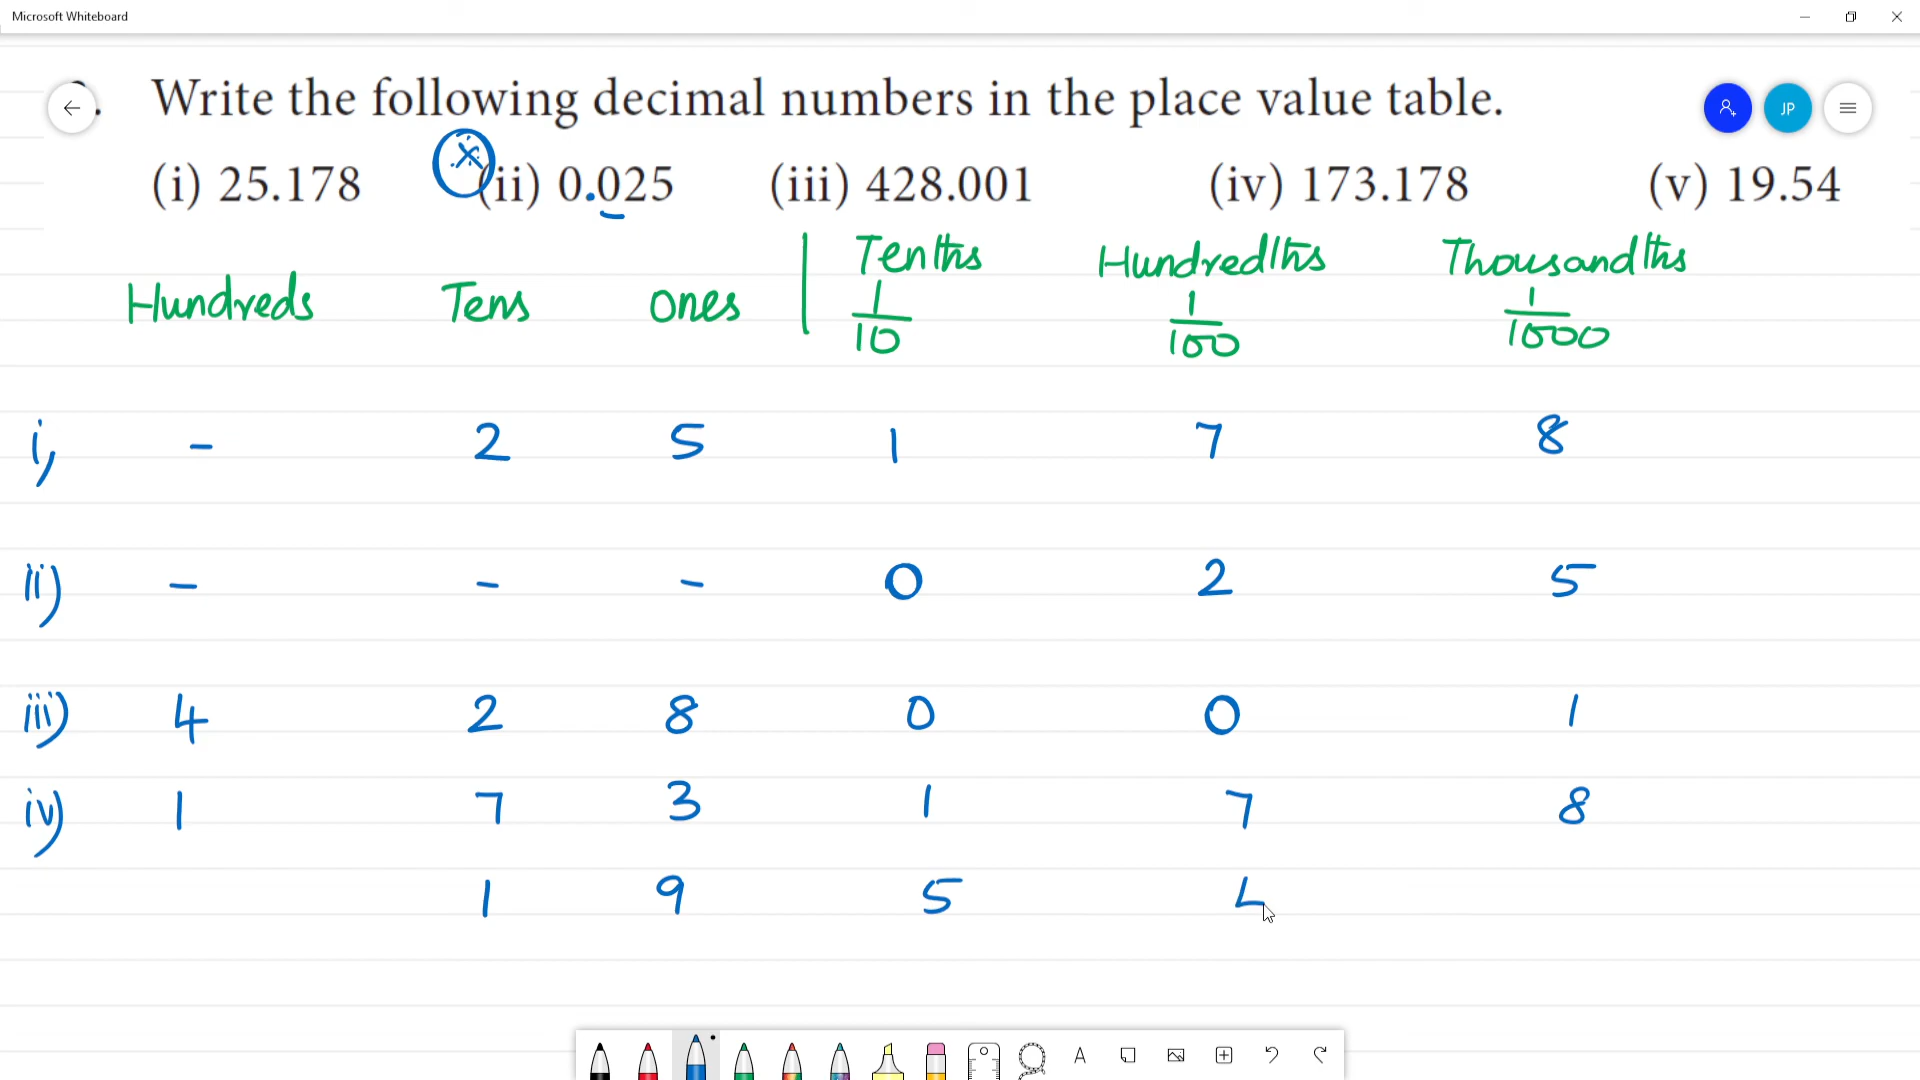 Microsoft Whiteboard
Write the following decimal numbers in the place value table.
(i) 25.178 (ii) 0.025 (iii) 428.001 (iv) 173.178 (v) 19.54
JP
Hundreds Tens ones Tenths 1/10 Hundredths 1/100 Thousandths 1/1000
i) - 2 5 1 7 8
ii) - - - 0 2 5
iii) 4 2 8 0 0 1
iv) 1 7 3 1 7 8
1 9 5
A